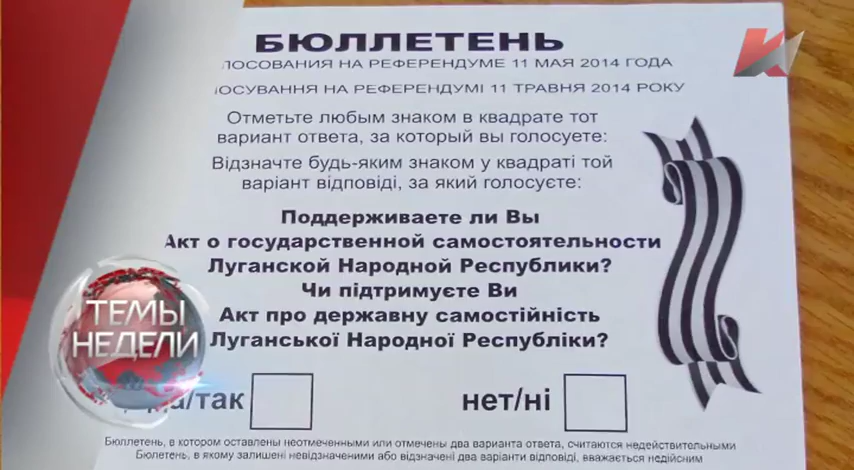 БЮЛЛЕТЕНЬ
НА РЕФЕРЕНДУМЕ 11 МАЯ 2014 ГОДА
НА РЕФЕРЕНДУМІ 11 ТРАВНЯ 2014 РОКУ
Отметьте любым знаком в квадрате тот
вариант ответа, за который вы голосуете:
Відзначте будь-яким знаком у квадраті той
варіант відповіді, за який голосуєте:
Поддерживаете ли Вы
Акт о государственной самостоятельности
Луганской Народной Республики?
Чи підтримуєте Ви
Акт про державну самостійність
Луганської Народної Республіки?
ТЕМЫ
НЕДЕЛИ
да/так
нет/ні
Бюллетень, в котором оставлены неотмеченными или отмечены два варианта ответа, считаются недействительными
Бюлетень, в якому залишені невідзначеними або відзначені два варіанти відповіді, вважається недійсним